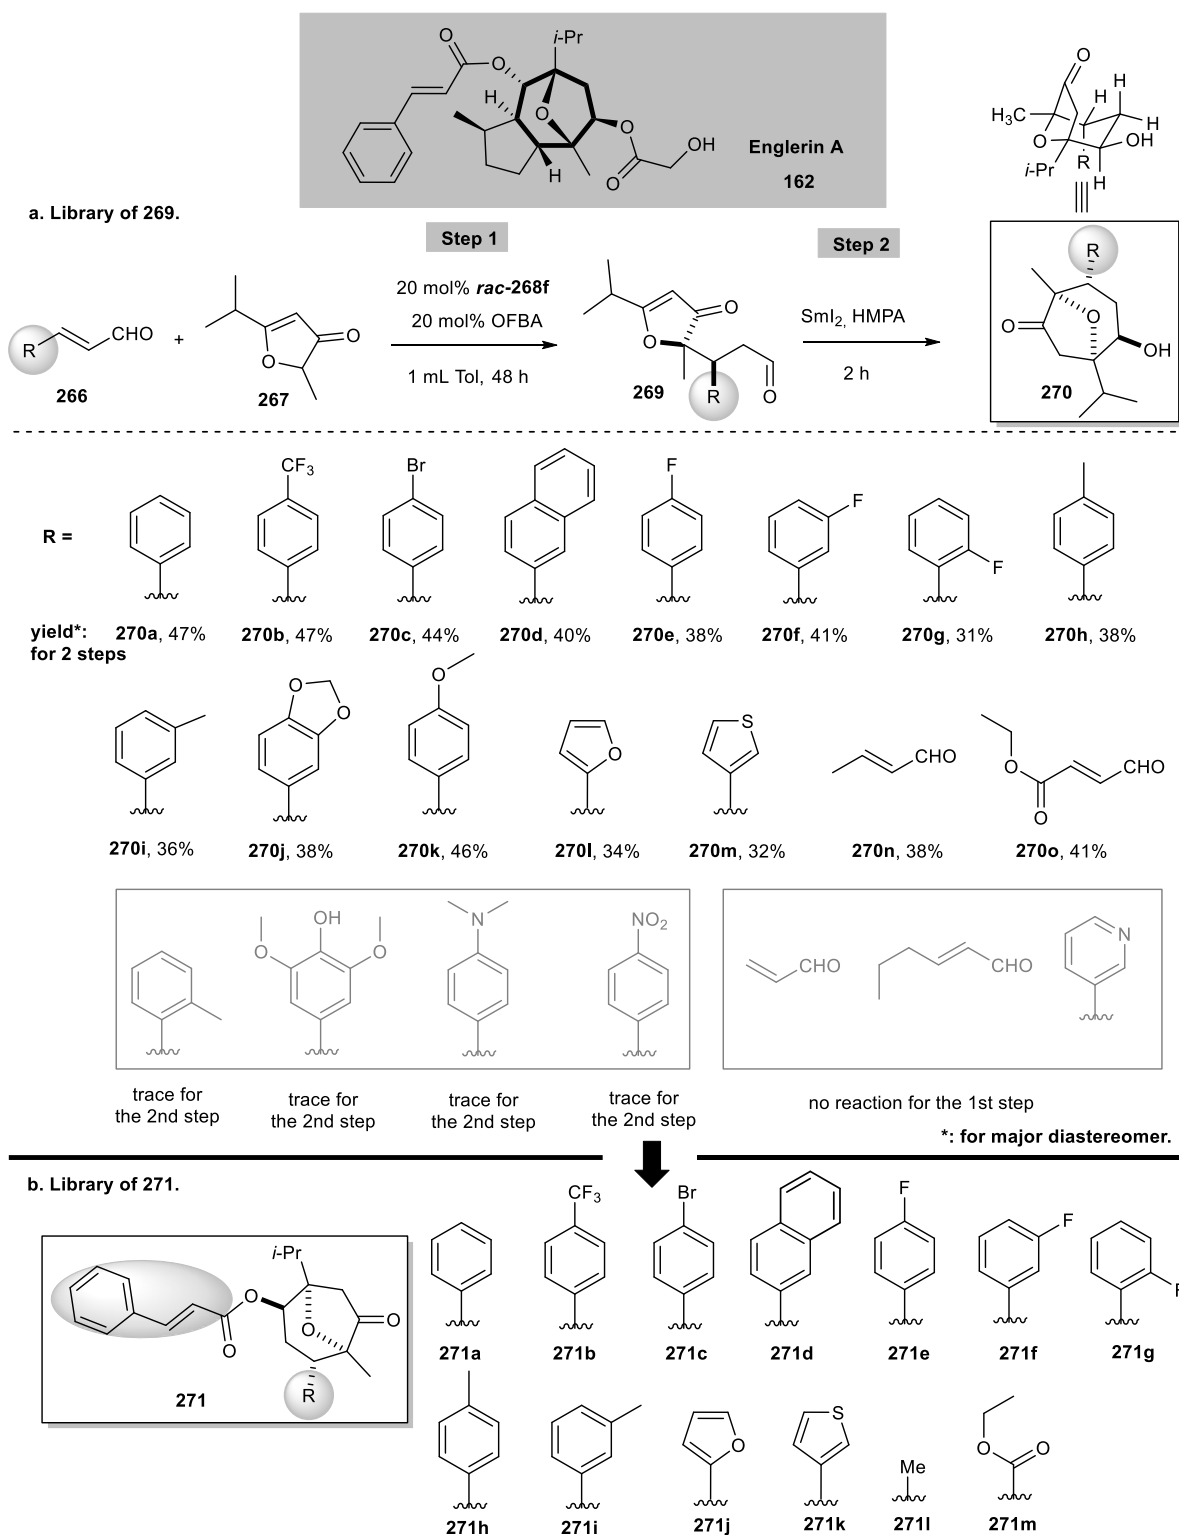 O
O
i-Pr
H
O
O
OH
O
H
Englerin A
162
O
H3C
H
H
H
O
O
OH
R
i-Pr
H
a. Library of 269.
Step 1
Step 2
20 mol% rac-268f
20 mol% OFBA
1 mL Tol, 48 h
R
CHO
+
O
O
O
O
R
O
SmI2, HMPA
2 h
R
O
O
OH
266
267
269
270
R =
CF3
Br
F
F
F
yield*:
for 2 steps
270a, 47%
270b, 47%
270c, 44%
270d, 40%
270e, 38%
270f, 41%
270g, 31%
270h, 38%
O
O
O
O
S
CHO
O
O
CHO
270i, 36%
270j, 38%
270k, 46%
270l, 34%
270m, 32%
270n, 38%
270o, 41%
OH
O
O
N
NO2
CHO
CHO
N
trace for
the 2nd step
trace for
the 2nd step
trace for
the 2nd step
trace for
the 2nd step
no reaction for the 1st step
*: for major diastereomer.
b. Library of 271.
i-Pr
O
O
O
O
R
271
CF3
Br
F
F
F
271a
271b
271c
271d
271e
271f
271g
O
S
Me
O
O
271h
271i
271j
271k
271l
271m